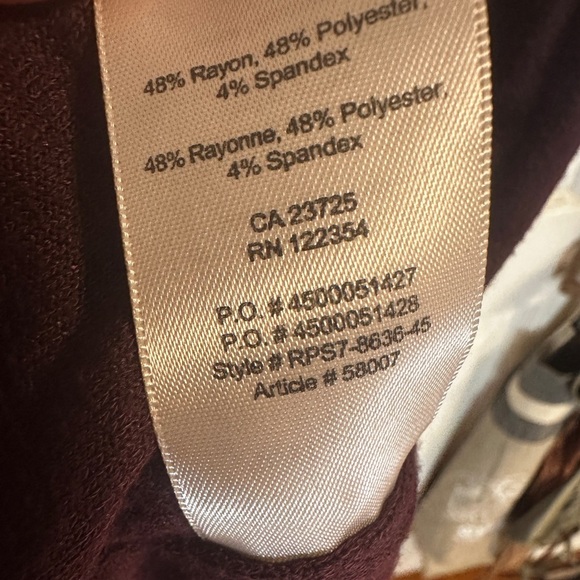 48% Rayon, 48% Polyester,
4% Spandex
48% Rayonne, 48% Polyester,
4% Spandex
CA 23725
RN 122354
P.O. # 4500051427
P.O. # 4500051428
Style # RPS7-8636-45
Article # 58007